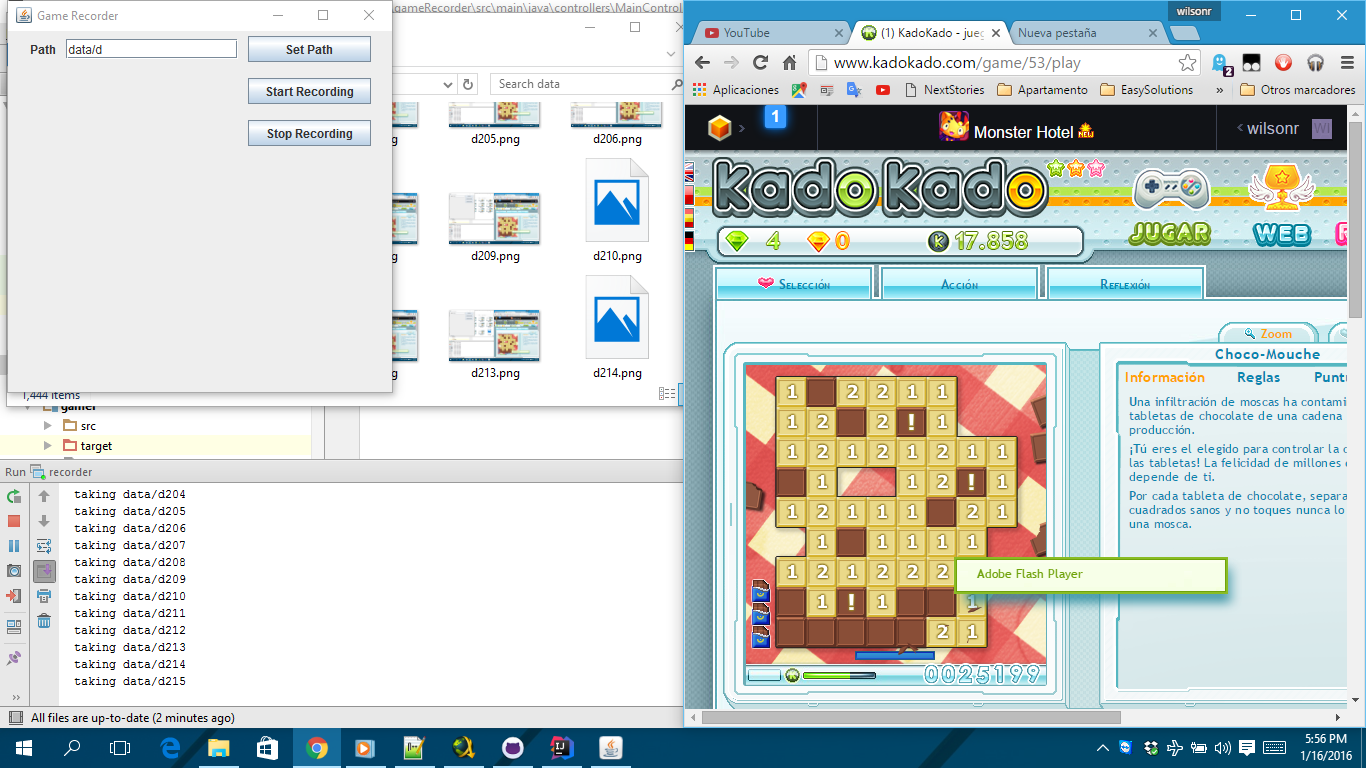 Game Recorder
Path data/d Set Path
Start Recording
Stop Recording
.gameRecorder\src\main\java\controllers\MainControl
Search data
d205.png d206.png
d209.png d210.png
d213.png d214.png
1,444 items
src
target
Run recorder
taking data/d204
taking data/d205
taking data/d206
taking data/d207
taking data/d208
taking data/d209
taking data/d210
taking data/d211
taking data/d212
taking data/d213
taking data/d214
taking data/d215
All files are up-to-date (2 minutes ago)
wilsonr
YouTube (1) KadoKado - jueg Nueva pestaña
www.kadokado.com/game/53/play
2
Aplicaciones NextStories Apartamento EasySolutions » Otros marcadores
1 Monster Hotel NEW wilsonr WI
KadoKado
4 0 K 17.858
JUGAR WEB
Selección Acción Reflexión
Zoom
Choco-Mouche
Información Reglas Puntu
Una infiltración de moscas ha contami
tabletas de chocolate de una cadena
producción.
¡Tú eres el elegido para controlar la c
las tabletas! La felicidad de millones
depende de ti.
Por cada tableta de chocolate, separa
cuadrados sanos y no toques nunca lo
una mosca.
1 2 2 1 1
1 2 2 ! 1
1 2 1 2 1 2 1 1
1 1 2 ! 1
1 2 1 1 1 2 1
1 1 1 1 1
1 2 1 2 2 2
1 ! 1 1
2 1
0025199
Adobe Flash Player
5:56 PM
1/16/2016